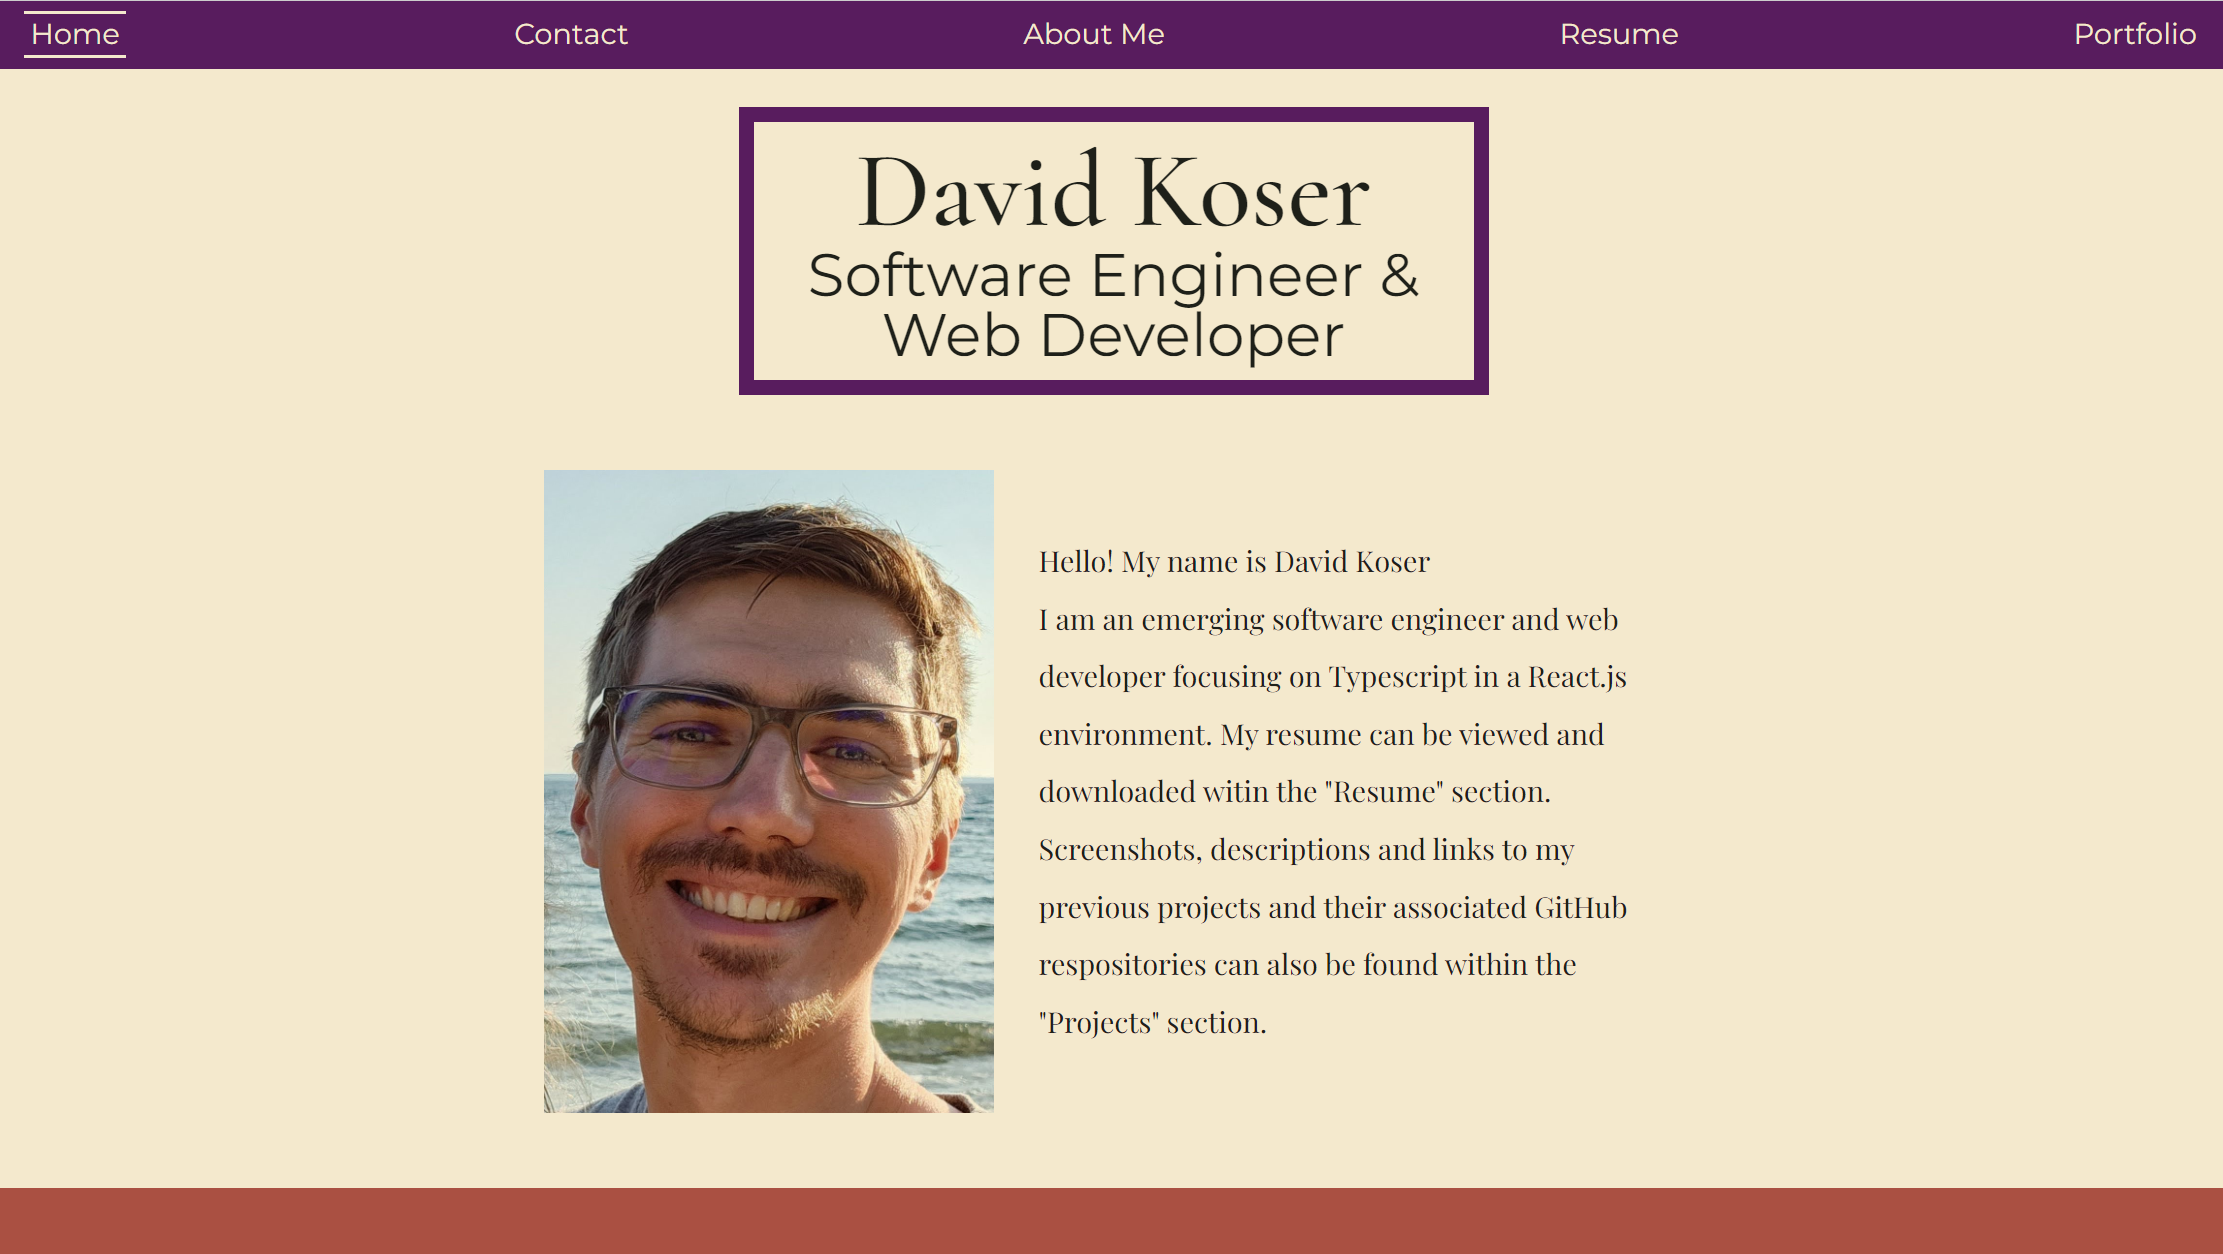 Home
Contact
About Me
Resume
Portfolio
David Koser
Software Engineer &
Web Developer
Hello! My name is David Koser
I am an emerging software engineer and web
developer focusing on Typescript in a React.js
environment. My resume can be viewed and
downloaded witin the "Resume" section.
Screenshots, descriptions and links to my
previous projects and their associated GitHub
respositories can also be found within the
"Projects" section.